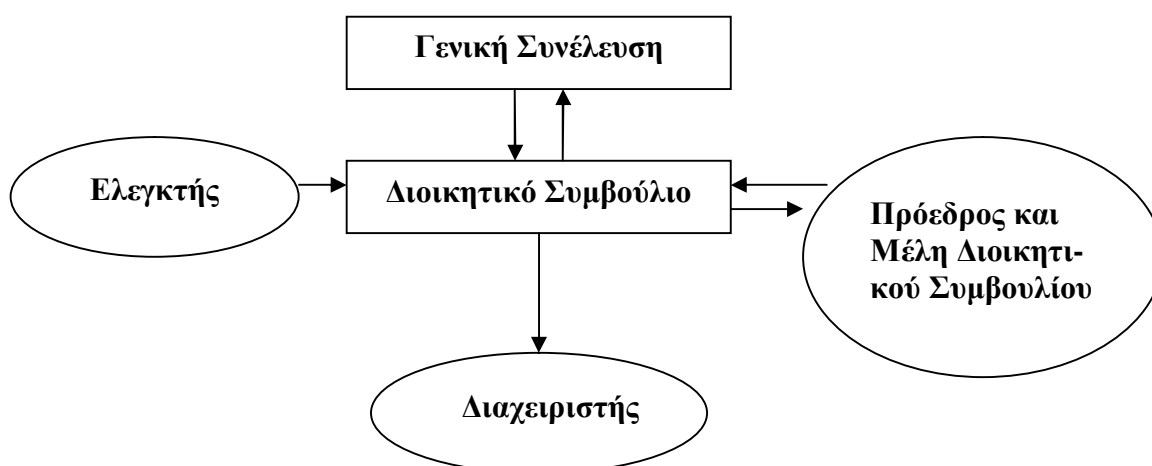 Γενική Συνέλευση
Ελεγκτής
Διοικητικό Συμβούλιο
Πρόεδρος και
Μέλη Διοικητι-
κού Συμβουλίου
Διαχειριστής